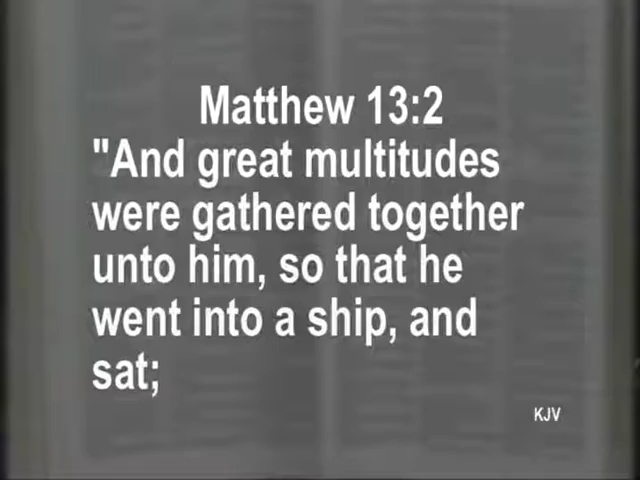 Matthew 13:2
"And great multitudes
were gathered together
unto him, so that he
went into a ship, and
sat;
KJV